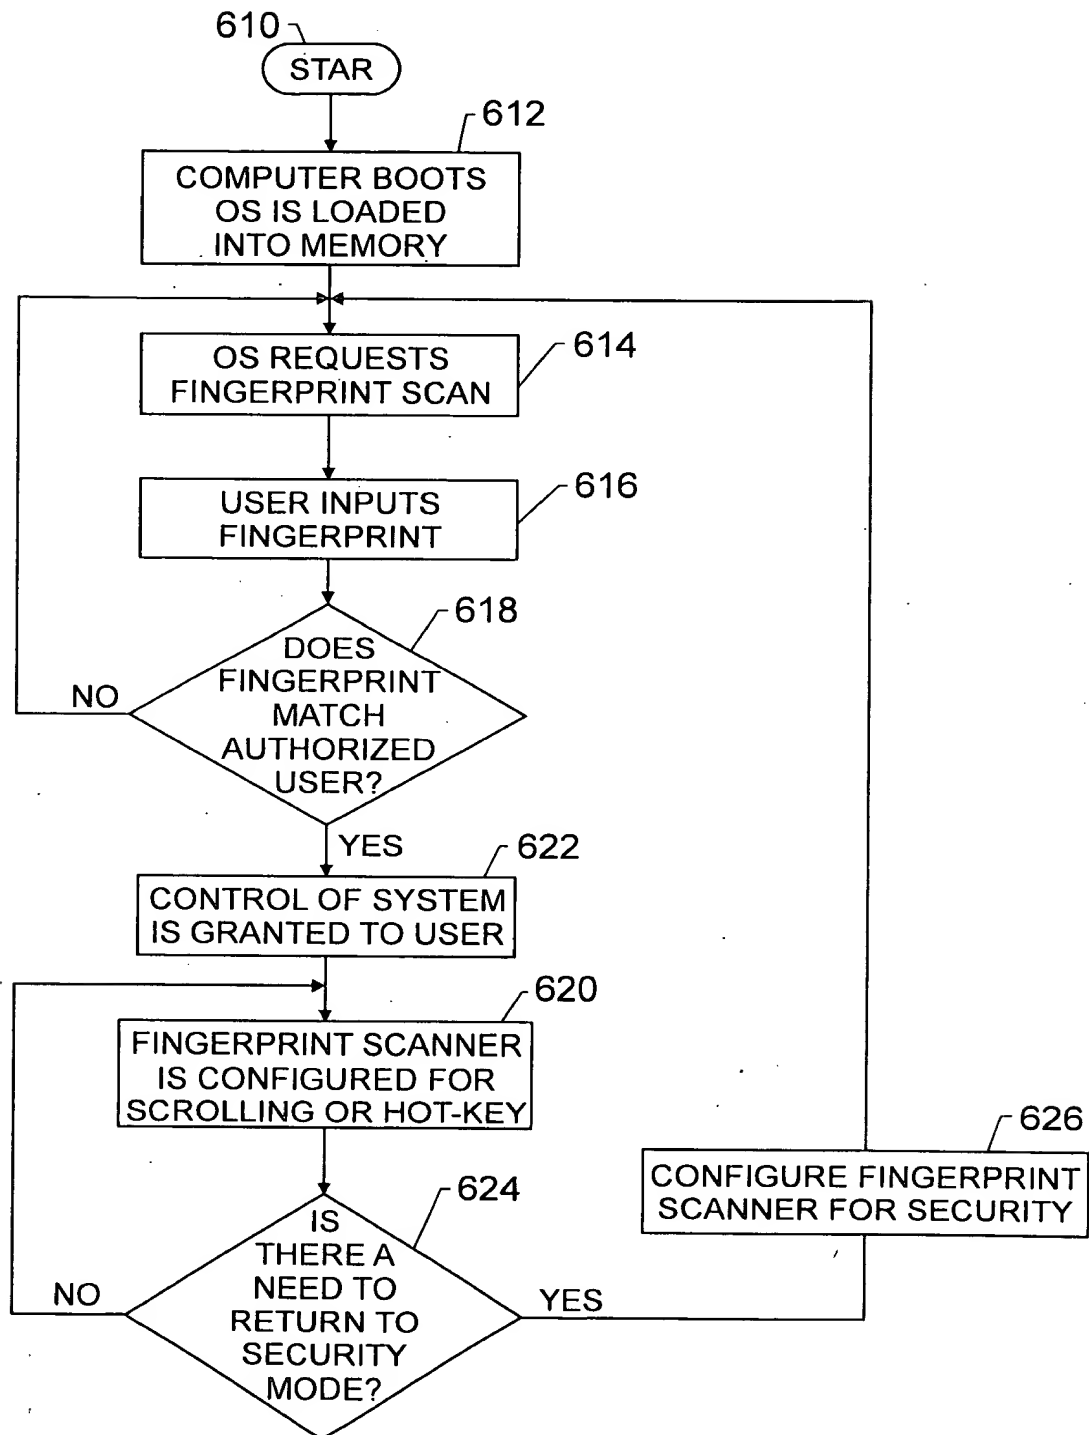 610
STAR
612
COMPUTER BOOTS
OS IS LOADED
INTO MEMORY
614
OS REQUESTS
FINGERPRINT SCAN
616
USER INPUTS
FINGERPRINT
618
DOES
FINGERPRINT
MATCH
AUTHORIZED
USER?
NO
YES
622
CONTROL OF SYSTEM
IS GRANTED TO USER
620
FINGERPRINT SCANNER
IS CONFIGURED FOR
SCROLLING OR HOT-KEY
624
IS
THERE A
NEED TO
RETURN TO
SECURITY
MODE?
NO
YES
626
CONFIGURE FINGERPRINT
SCANNER FOR SECURITY